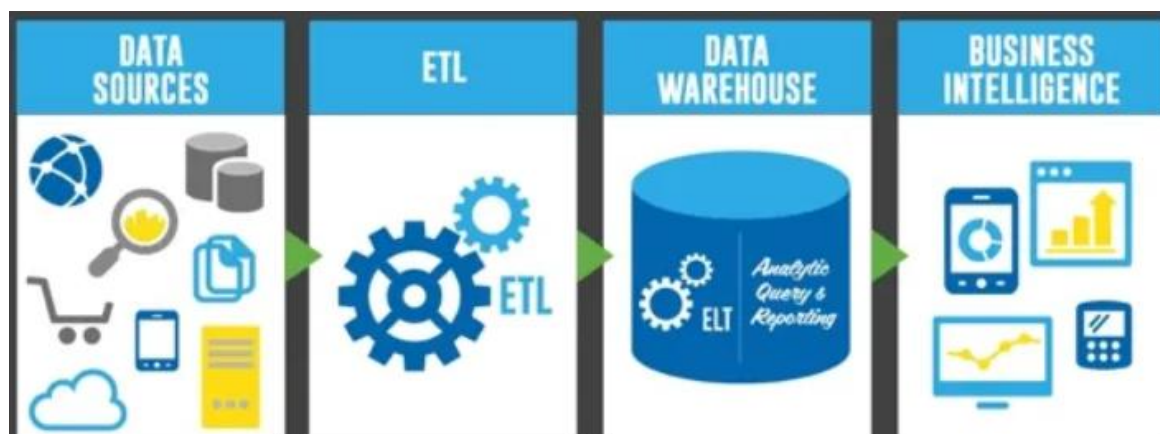 DATA
SOURCES
ETL
DATA
WAREHOUSE
BUSINESS
INTELLIGENCE
ETL
ELT
Analytic
Query &
Reporting